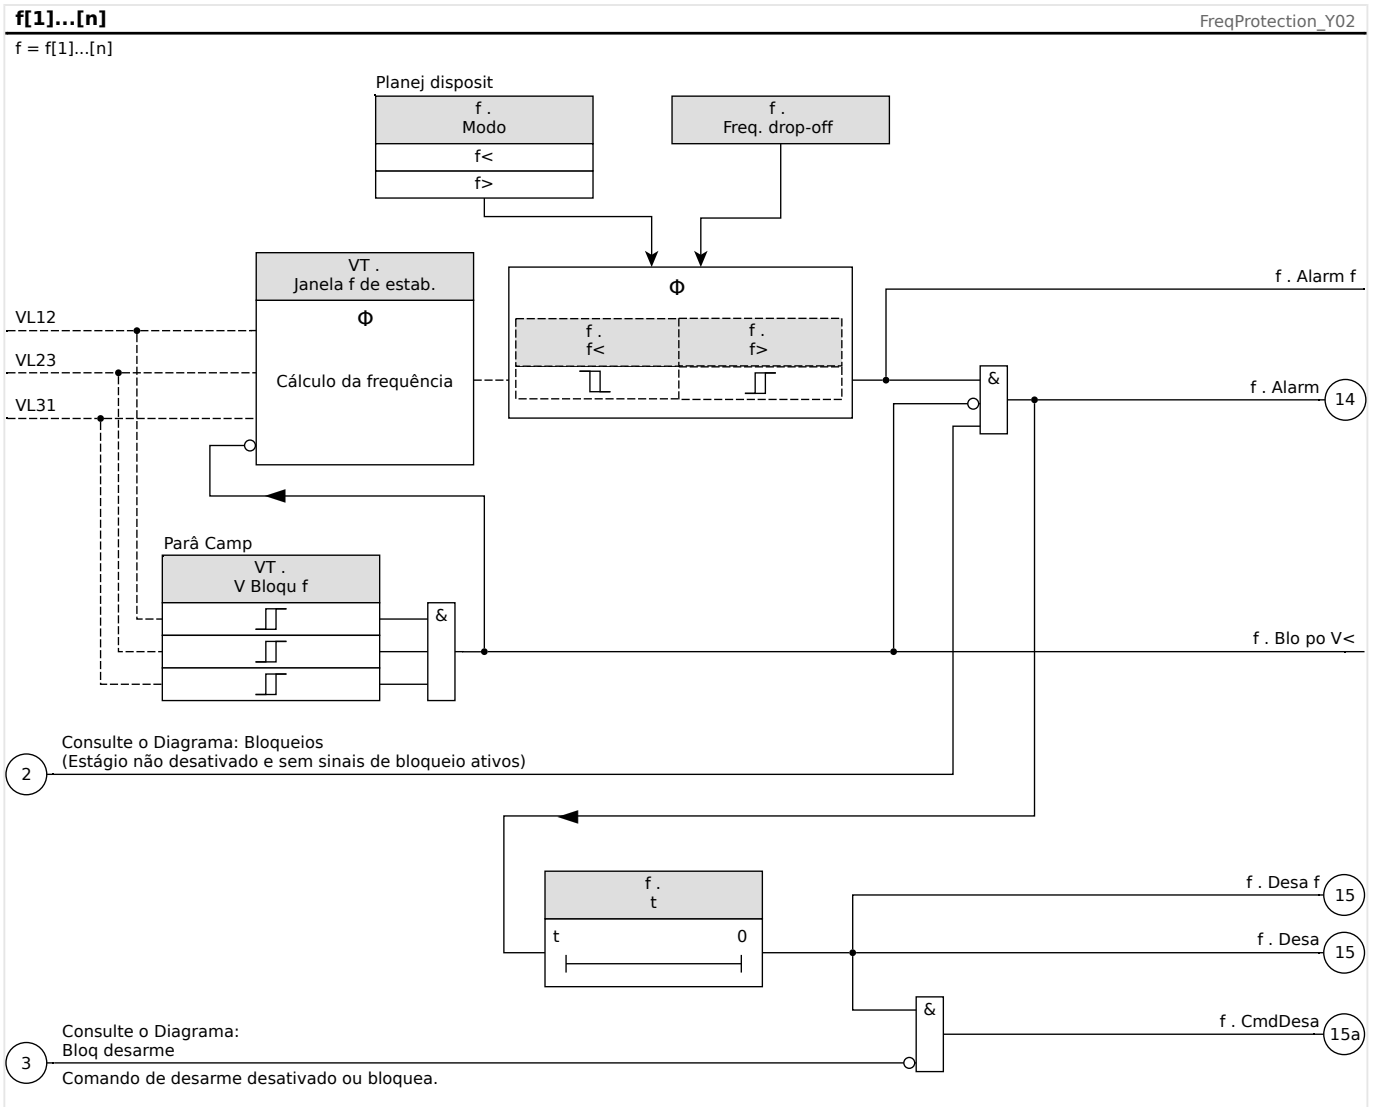 f[1]...[n]
FreqProtection_Y02
f = f[1]...[n]
Planej disposit
f .
Modo
f<
f>
f .
Freq. drop-off
VT .
Janela f de estab.
Φ
Cálculo da frequência
VL12
VL23
VL31
Φ
f .
f<
f .
f>
f . Alarm f
&
f . Alarm
14
Parâ Camp
VT .
V Bloqu f
&
f . Blo po V<
Consulte o Diagrama: Bloqueios
(Estágio não desativado e sem sinais de bloqueio ativos)
2
f .
t
t
0
f . Desa f
15
f . Desa
15
&
f . CmdDesa
15a
Consulte o Diagrama:
Bloq desarme
3
Comando de desarme desativado ou bloquea.